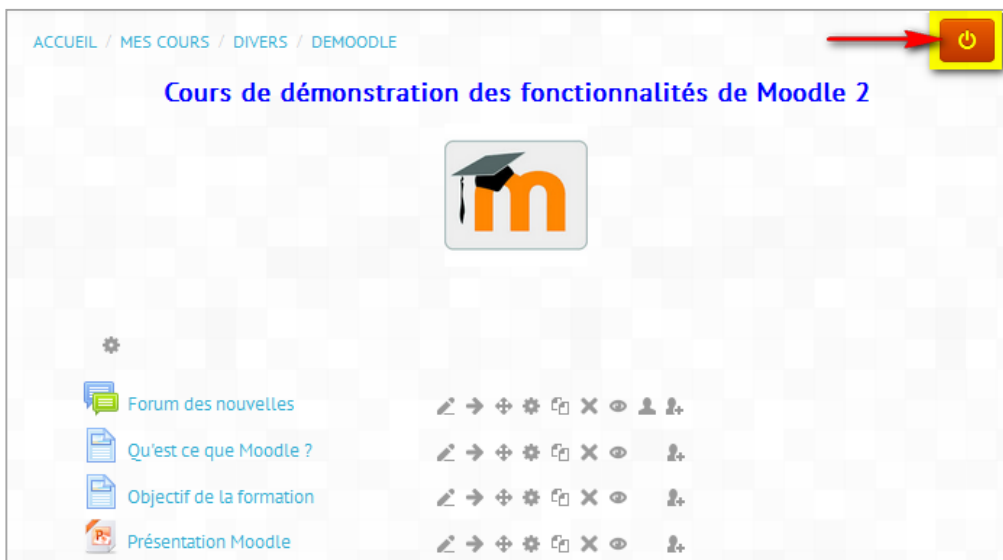 ACCUEIL / MES COURS / DIVERS / DEMOODLE
Cours de démonstration des fonctionnalités de Moodle 2
m
Forum des nouvelles
Qu'est ce que Moodle ?
Objectif de la formation
Présentation Moodle